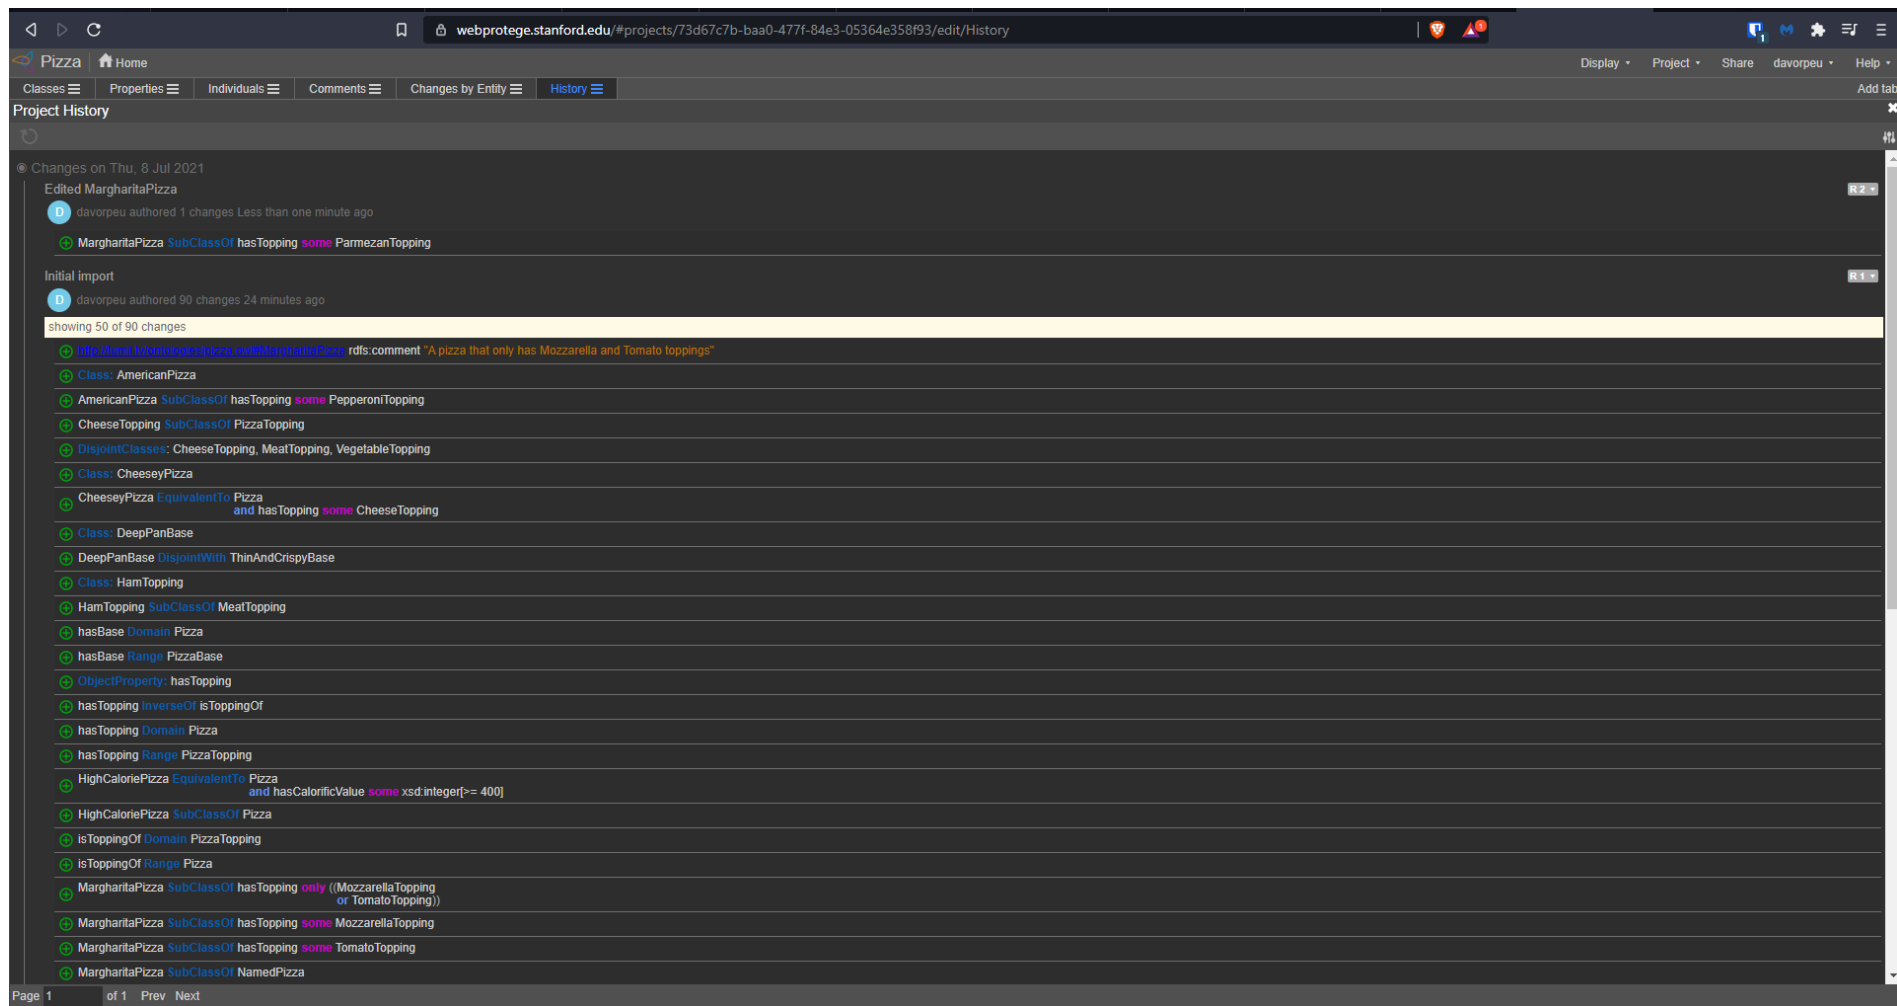 webprotege.stanford.edu/#projects/73d67c7b-baa0-477f-84e3-05364e358f93/edit/History
1
1
Pizza Home Display Project Share davorpeu Help
Classes Properties Individuals Comments Changes by Entity History Add tab
Project History
Changes on Thu, 8 Jul 2021
Edited MargharitaPizza R 2
D davorpeu authored 1 changes Less than one minute ago
MargharitaPizza SubClassOf hasTopping some ParmezanTopping
Initial import R 1
D davorpeu authored 90 changes 24 minutes ago
showing 50 of 90 changes
rdfs:comment "A pizza that only has Mozzarella and Tomato toppings"
Class: AmericanPizza
AmericanPizza SubClassOf hasTopping some PepperoniTopping
CheeseTopping SubClassOf PizzaTopping
DisjointClasses: CheeseTopping, MeatTopping, VegetableTopping
Class: CheeseyPizza
CheeseyPizza EquivalentTo Pizza
and hasTopping some CheeseTopping
Class: DeepPanBase
DeepPanBase DisjointWith ThinAndCrispyBase
Class: HamTopping
HamTopping SubClassOf MeatTopping
hasBase Domain Pizza
hasBase Range PizzaBase
ObjectProperty: hasTopping
hasTopping InverseOf isToppingOf
hasTopping Domain Pizza
hasTopping Range PizzaTopping
HighCaloriePizza EquivalentTo Pizza
and hasCalorificValue some xsd:integer[>= 400]
HighCaloriePizza SubClassOf Pizza
isToppingOf Domain PizzaTopping
isToppingOf Range Pizza
MargharitaPizza SubClassOf hasTopping only ((MozzarellaTopping
or TomatoTopping))
MargharitaPizza SubClassOf hasTopping some MozzarellaTopping
MargharitaPizza SubClassOf hasTopping some TomatoTopping
MargharitaPizza SubClassOf NamedPizza
Page 1 of 1 Prev Next